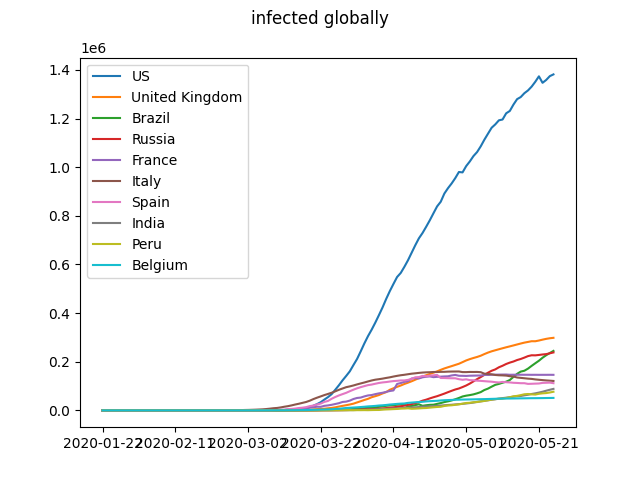 infected globally
1e6
1.4
1.2
1.0
0.8
0.6
0.4
0.2
0.0
US
United Kingdom
Brazil
Russia
France
Italy
Spain
India
Peru
Belgium
2020-01-22 2020-02-11 2020-03-02 2020-03-22 2020-04-11 2020-05-01 2020-05-21